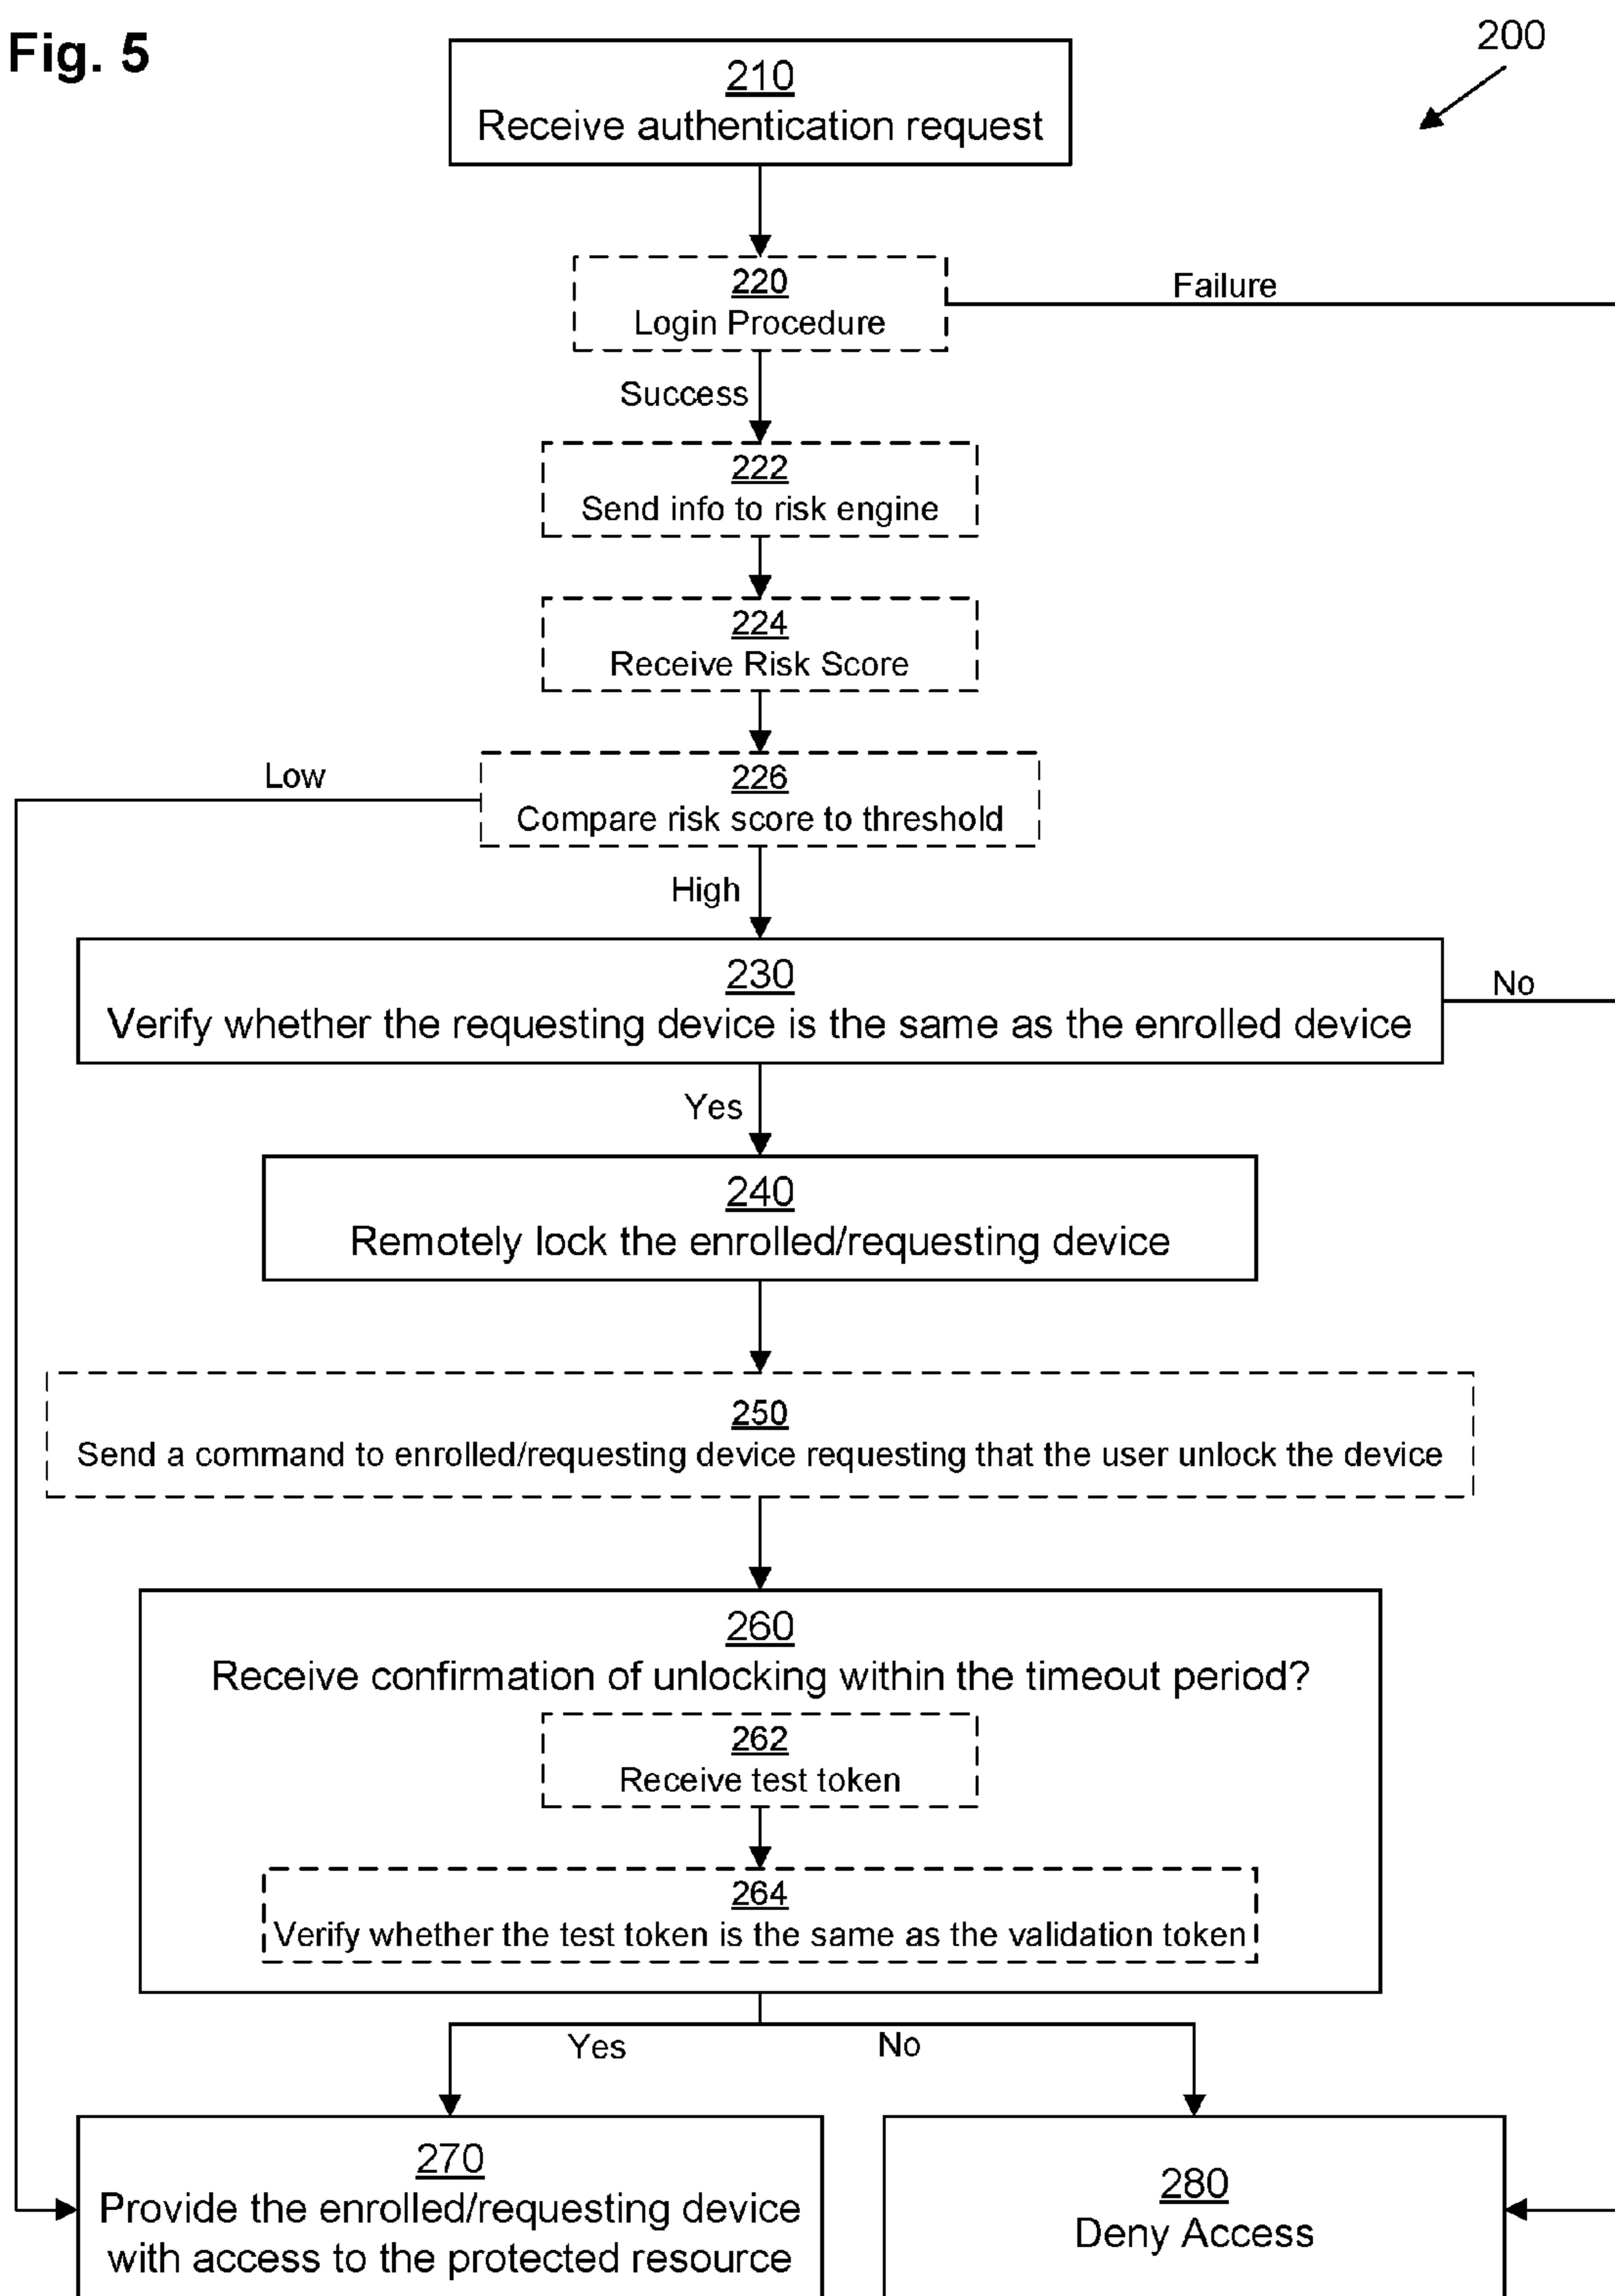 Fig. 5
200
210
Receive authentication request
220
Login Procedure
Failure
Success
222
Send info to risk engine
224
Receive Risk Score
Low
226
Compare risk score to threshold
High
230
Verify whether the requesting device is the same as the enrolled device
No
Yes
240
Remotely lock the enrolled/requesting device
250
Send a command to enrolled/requesting device requesting that the user unlock the device
260
Receive confirmation of unlocking within the timeout period?
262
Receive test token
264
Verify whether the test token is the same as the validation token
Yes
No
270
Provide the enrolled/requesting device
with access to the protected resource
280
Deny Access